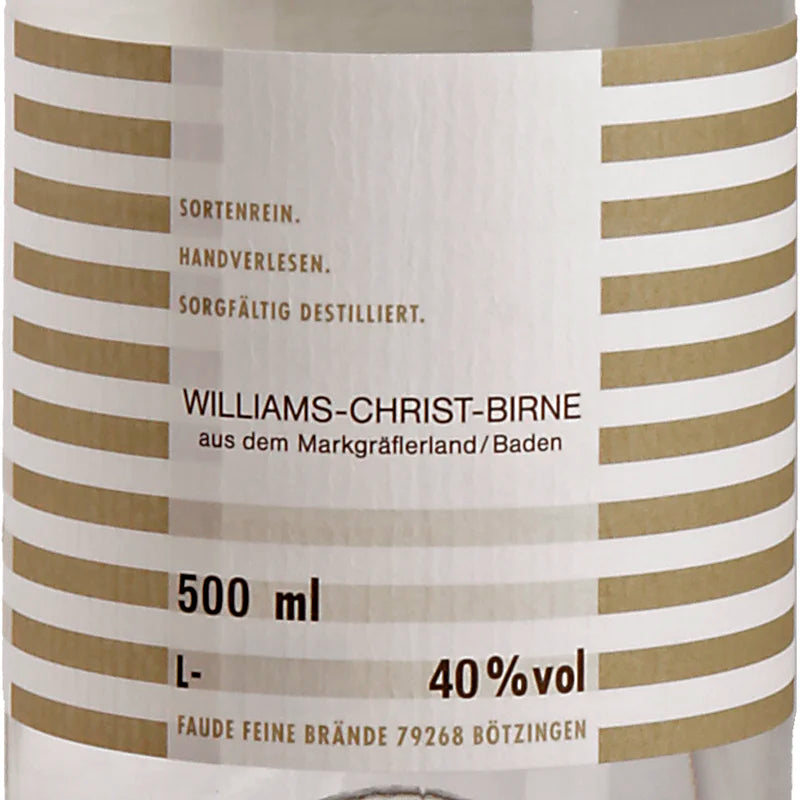 SORTENREIN.
HANDVERLESEN.
SORGFÄLTIG DESTILLIERT.
WILLIAMS-CHRIST-BIRNE
aus dem Markgräflerland/Baden
500 ml
L- 40%vol
FAUDE FEINE BRÄNDE 79268 BÖTZINGEN